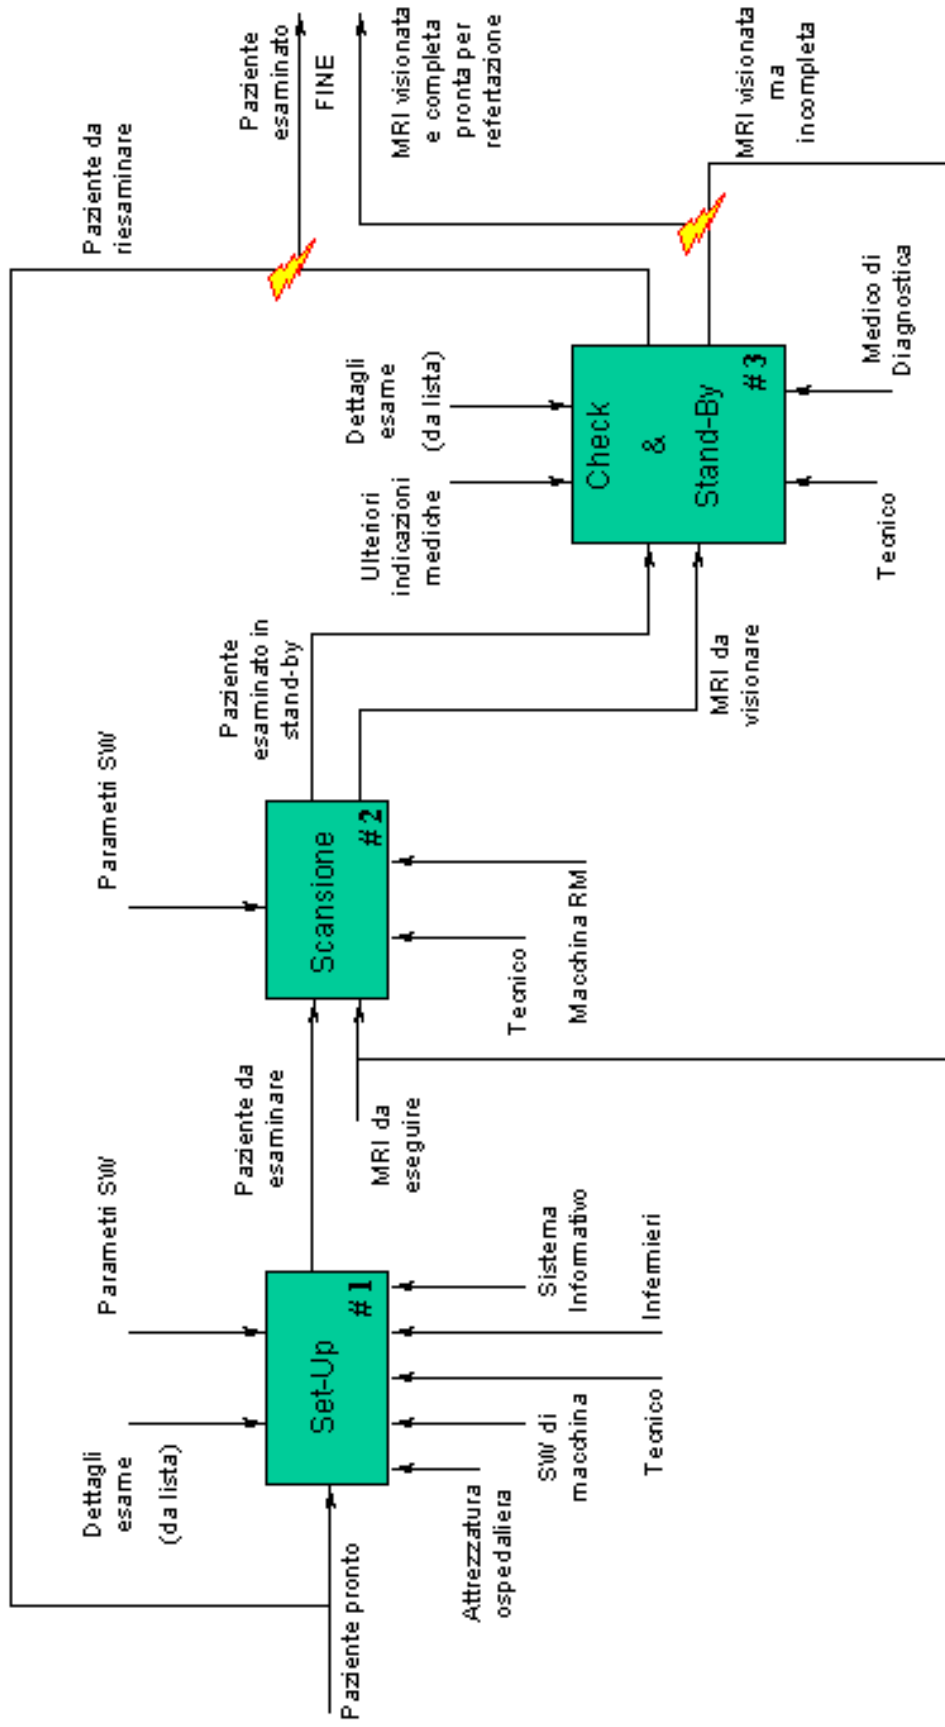 Paziente da
riesaminare
Paziente
esaminato
FINE
MRI visionata
e completa
pronta per
refertazione
MRI visionata
ma
incompleta
Parametri SW
Paziente
esaminato in
stand-by
Ulteriori
indicazioni
mediche
Dettagli
esame
(da lista)
Check
&
Stand-By
#3
Medico di
Diagnostica
Tecnico
MRI da
visionare
Scansione
#2
Tecnico
Macchina RM
Dettagli
esame
(da lista)
Parametri SW
Paziente da
esaminare
MRI da
eseguire
Set-Up
#1
Paziente pronto
Attrezzatura
ospedaliera
SW di
macchina
Tecnico
Sistema
Informativo
Infermieri